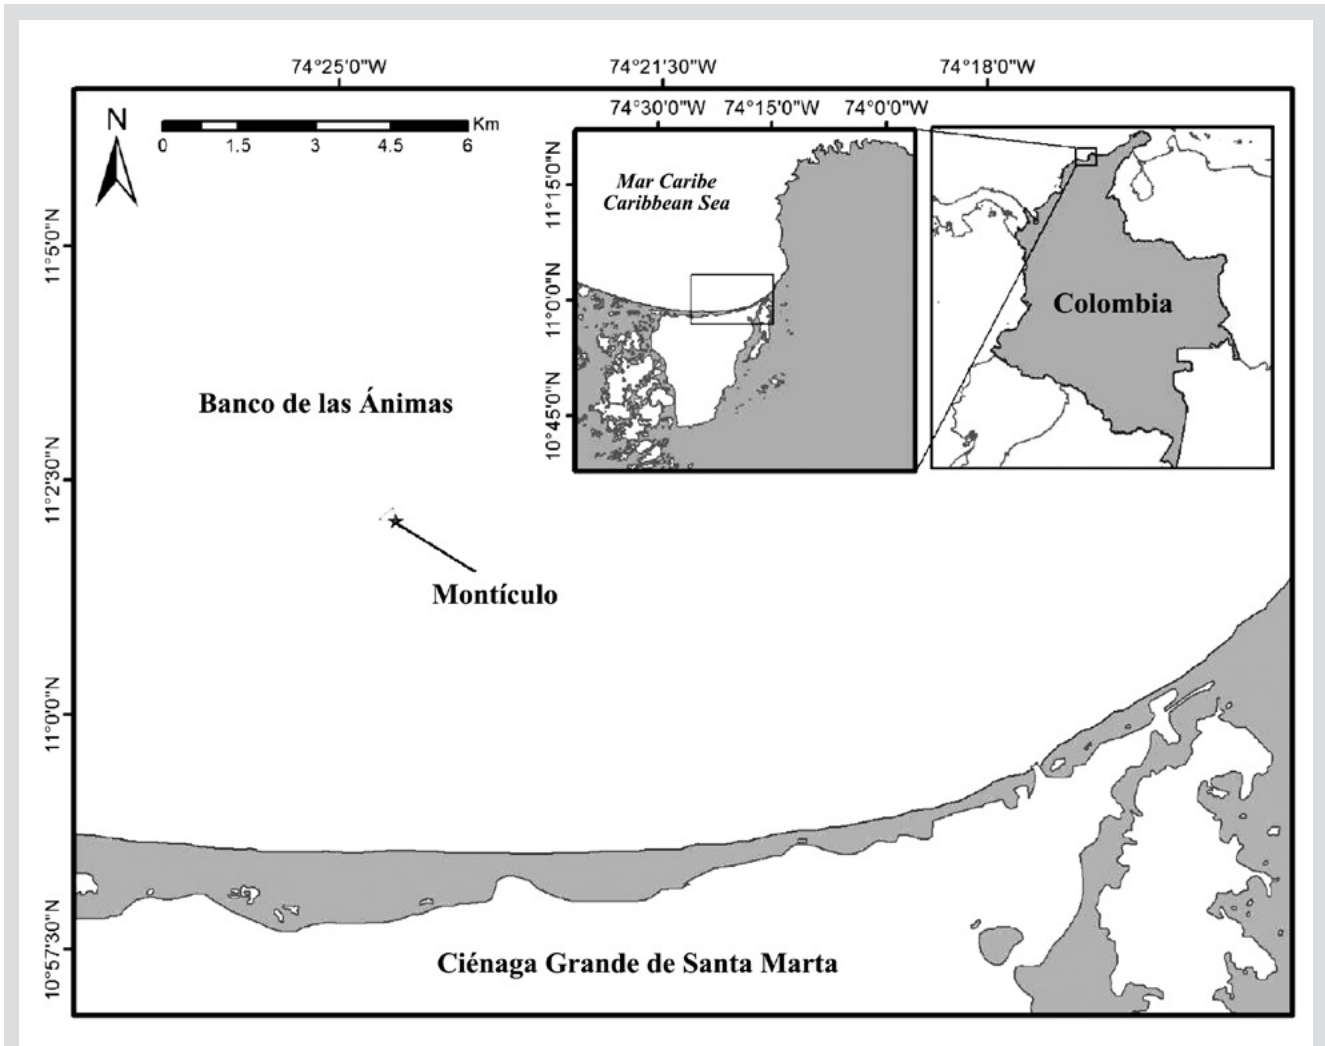 74°25'0"W
74°21'30"W
74°18'0"W
N
Km
0
1.5
3
4.5
6
74°30'0"W
74°15'0"W
74°0'0"W
11°15'0"N
11°0'0"N
10°45'0"N
Mar Caribe
Caribbean Sea
Colombia
11°5'0"N
11°2'30"N
11°0'0"N
10°57'30"N
Banco de las Ánimas
Montículo
Ciénaga Grande de Santa Marta